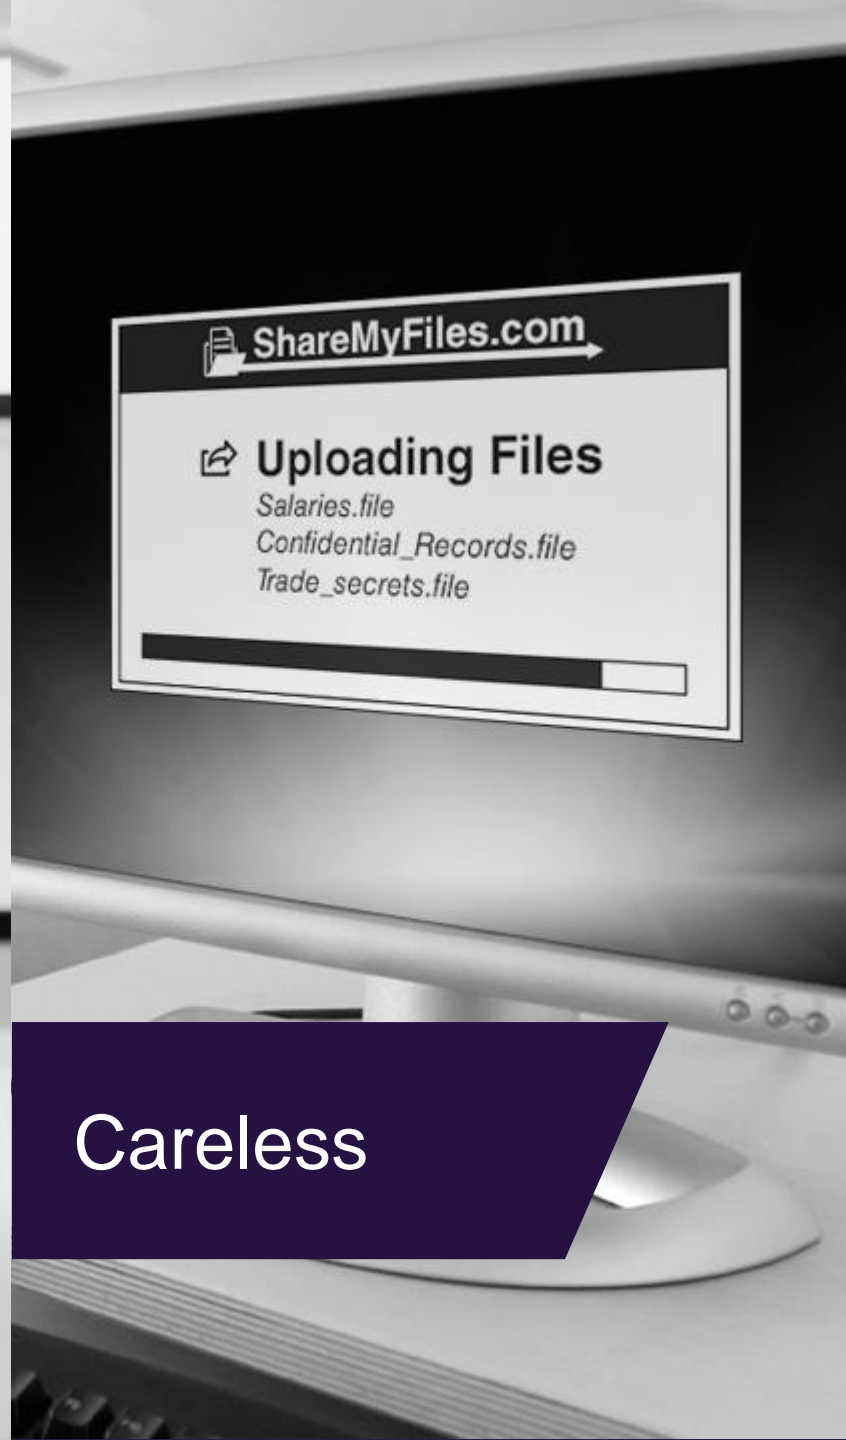 ShareMyFiles.com
Uploading Files
Salaries.file
Confidential_Records.file
Trade_secrets.file
Careless